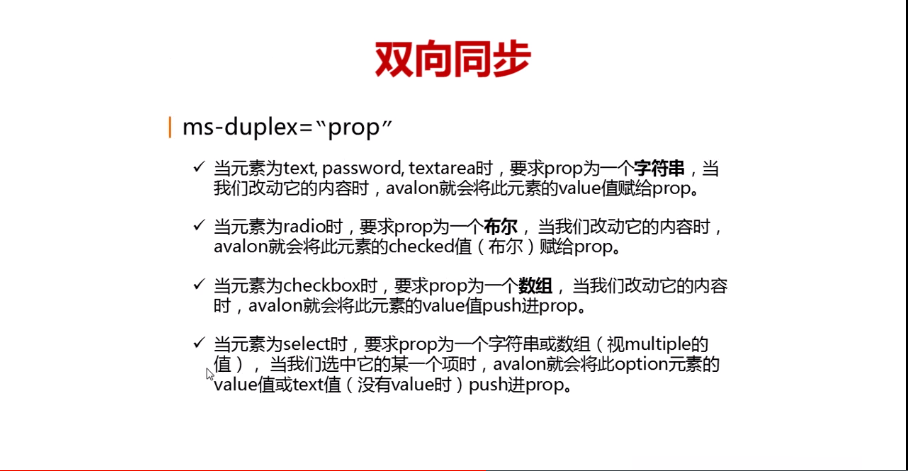 双向同步
ms-duplex=“prop”
当元素为text, password, textarea时，要求prop为一个字符串，当
我们改动它的内容时，avalon就会将此元素的value值赋给prop。
当元素为radio时，要求prop为一个布尔， 当我们改动它的内容时，
avalon就会将此元素的checked值（布尔）赋给prop。
当元素为checkbox时，要求prop为一个数组， 当我们改动它的内容
时，avalon就会将此元素的value值push进prop。
当元素为select时，要求prop为一个字符串或数组（视multiple的
值）， 当我们选中它的某一个项时，avalon就会将此option元素的
value值或text值（没有value时）push进prop。